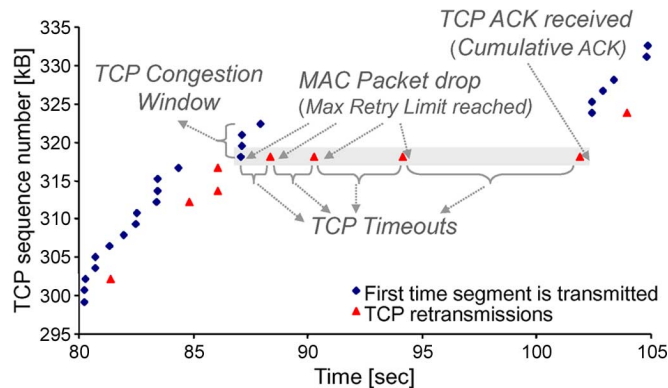 TCP ACK received
(Cumulative ACK)
TCP Congestion
Window
MAC Packet drop
(Max Retry Limit reached)
TCP Timeouts
TCP sequence number [kB]
335
330
325
320
315
310
305
300
295
First time segment is transmitted
TCP retransmissions
80
85
90
95
100
105
Time [sec]